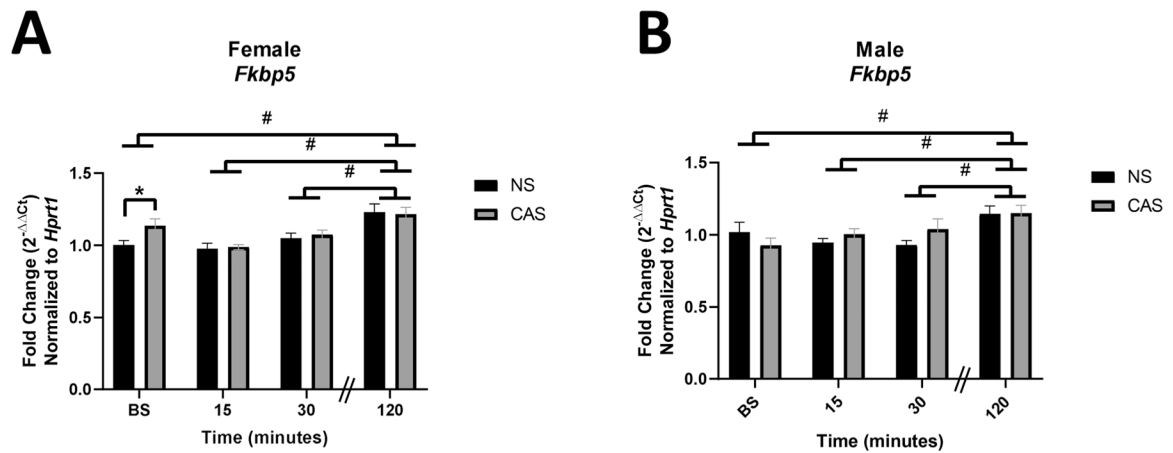 A
Female
Fkbp5
#
#
#
*
1.5
1.0
0.5
0.0
Fold Change (2^-ΔΔCt)
Normalized to Hprt1
BS
15
30
//
120
Time (minutes)
NS
CAS
B
Male
Fkbp5
#
#
#
1.5
1.0
0.5
0.0
Fold Change (2^-ΔΔCt)
Normalized to Hprt1
BS
15
30
//
120
Time (minutes)
NS
CAS